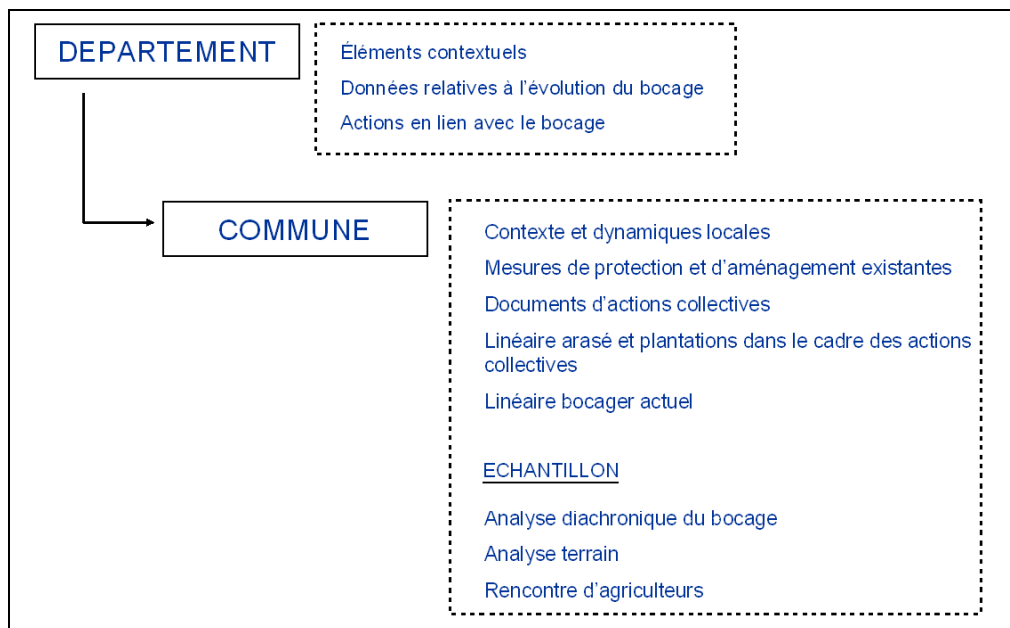 DEPARTEMENT
Éléments contextuels
Données relatives à l'évolution du bocage
Actions en lien avec le bocage
COMMUNE
Contexte et dynamiques locales
Mesures de protection et d'aménagement existantes
Documents d'actions collectives
Linéaire arasé et plantations dans le cadre des actions
collectives
Linéaire bocager actuel
ECHANTILLON
Analyse diachronique du bocage
Analyse terrain
Rencontre d'agriculteurs